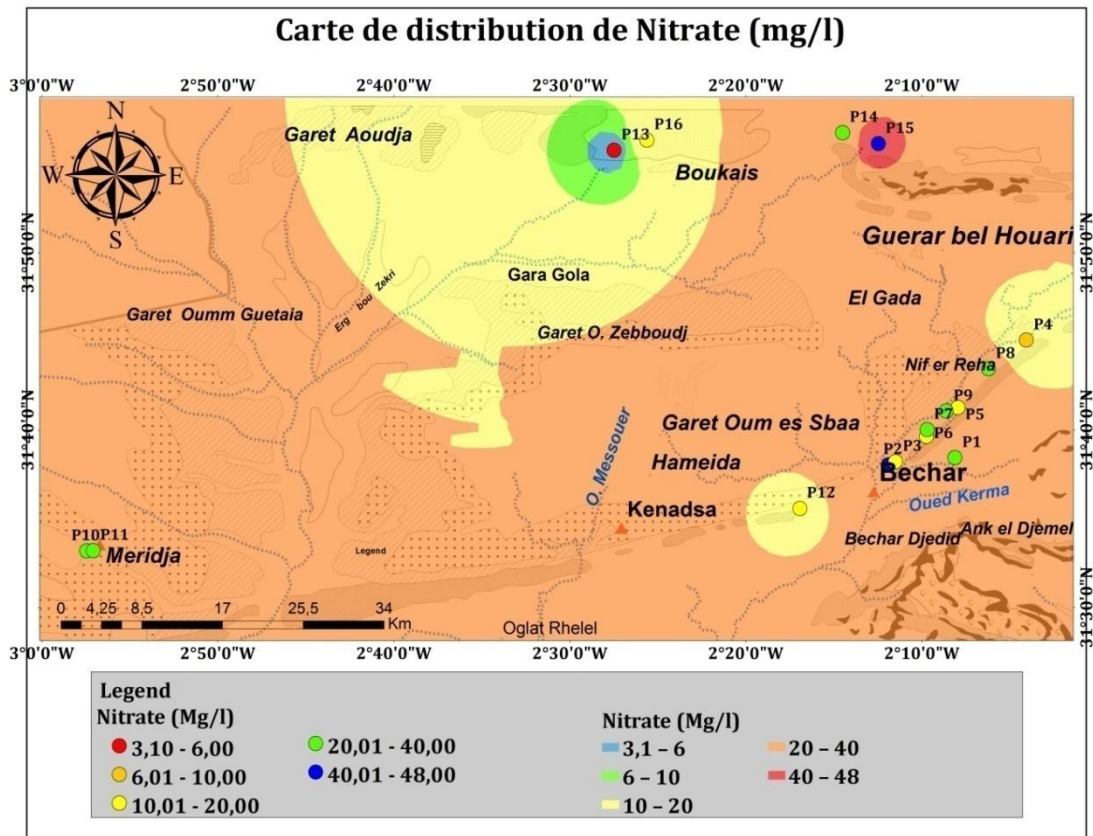 Carte de distribution de Nitrate (mg/l)
3°0'0"W 2°50'0"W 2°40'0"W 2°30'0"W 2°20'0"W 2°10'0"W
N
W E
S
Garet Aoudja
P13 P16
Boukais
P14
P15
31°50'0"N 31°50'0"N
Guerar bel Houari
Gara Gola
El Gada
Erg bou Zekri
Garet Oumm Guetaia
Garet O. Zebboudj
P4
Nif er Reha
P8
P9
P7 P5
P6
31°40'0"N 31°40'0"N
Garet Oum es Sbaa
P2 P3
P1
Hameida
Bechar
O. Messouer
P12
Oued Kerma
Kenadsa
P10P11
Meridja
Legend
Bechar Djedid
Ank el Djemel
0 4,25 8,5 17 25,5 34
Km
31°30'0"N 31°30'0"N
Oglat Rhelel
3°0'0"W 2°50'0"W 2°40'0"W 2°30'0"W 2°20'0"W 2°10'0"W
Legend
Nitrate (Mg/l)
3,10 - 6,00
6,01 - 10,00
10,01 - 20,00
20,01 - 40,00
40,01 - 48,00
Nitrate (Mg/l)
3,1 – 6
6 – 10
10 – 20
20 – 40
40 – 48